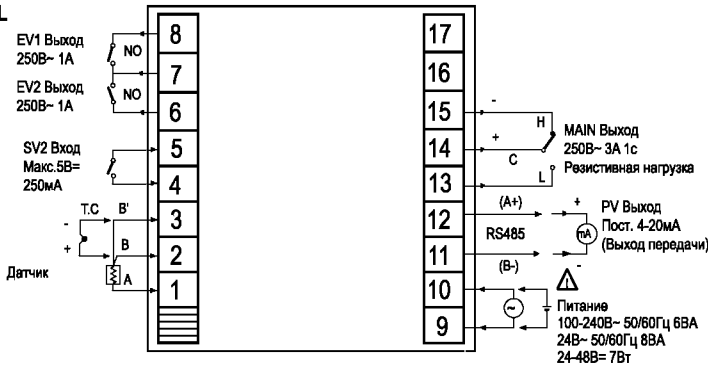 L
EV1 Выход
250В~ 1А
NO
EV2 Выход
250В~ 1А
NO
SV2 Вход
Макс.5В=
250мА
T.C
B'
-
+
B
A
Датчик
8
7
6
5
4
3
2
1
17
16
15
14
13
12
11
10
9
-
H
+
C
L
MAIN Выход
250В~ 3А 1с
Резистивная нагрузка
(A+)
RS485
(B-)
+
mA
-
PV Выход
Пост. 4-20мА
(Выход передачи)
!
~
Питание
100-240В~ 50/60Гц 6ВА
24В~ 50/60Гц 8ВА
24-48В= 7Вт